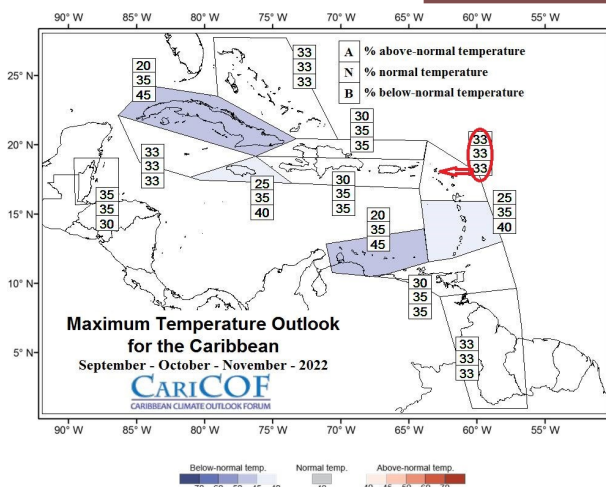 90°W 85°W 80°W 75°W 70°W 65°W 60°W 55°W
25°N
20°N
15°N
10°N
5°N
A % above-normal temperature
N % normal temperature
B % below-normal temperature
20
35
45
33
33
33
30
35
35
33
33
33
33
33
33
25
35
40
30
35
35
25
35
40
35
35
30
20
35
45
30
35
35
33
33
33
Maximum Temperature Outlook
for the Caribbean
September - October - November - 2022
CARICOF
CARIBBEAN CLIMATE OUTLOOK FORUM
90°W 85°W 80°W 75°W 70°W 65°W 60°W 55°W
Below-normal temp. Normal temp. Above-normal temp.